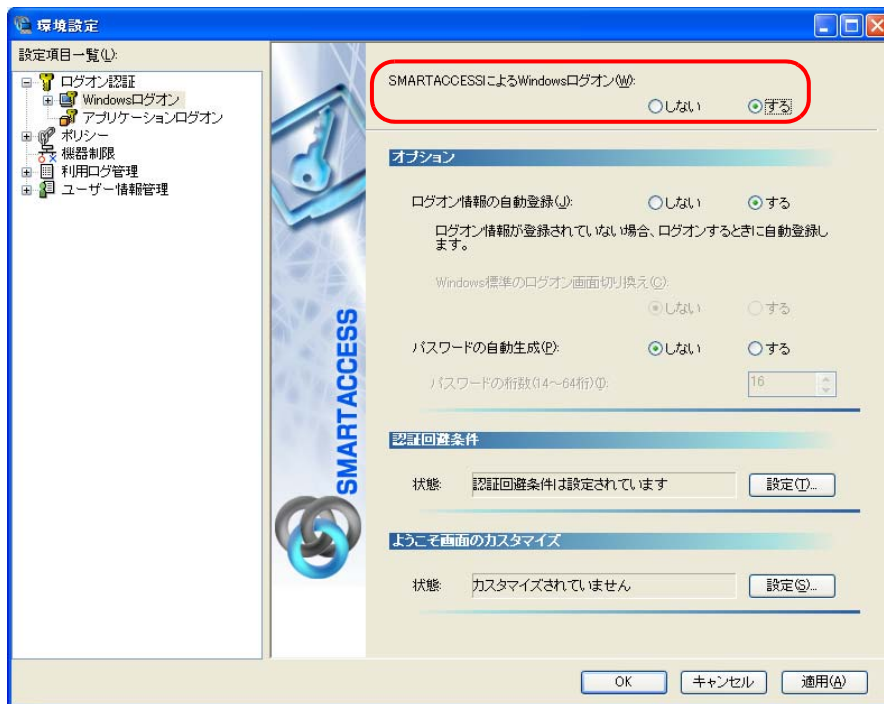 環境設定
設定項目一覧(L):
ログオン認証
Windowsログオン
アプリケーションログオン
ポリシー
機器制限
利用ログ管理
ユーザー情報管理
SMARTACCESS
SMARTACCESSによるWindowsログオン(W):
しない する
オプション
ログオン情報の自動登録(J): しない する
ログオン情報が登録されていない場合、ログオンするときに自動登録し
ます。
Windows標準のログオン画面切り換え(C):
しない する
パスワードの自動生成(P): しない する
パスワードの桁数(14～64桁)(I): 16
認証回避条件
状態: 認証回避条件は設定されています 設定(T)...
ようこそ画面のカスタマイズ
状態: カスタマイズされていません 設定(S)...
OK キャンセル 適用(A)